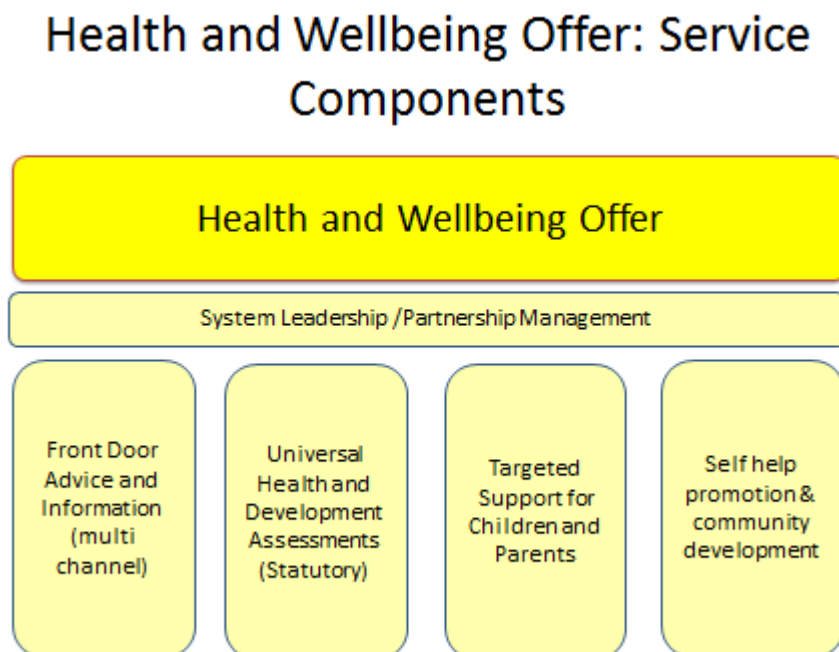 Health and Wellbeing Offer: Service
Components
Health and Wellbeing Offer
System Leadership /Partnership Management
Front Door
Advice and
Information
(multi
channel)
Universal
Health and
Development
Assessments
(Statutory)
Targeted
Support for
Children and
Parents
Self help
promotion &
community
development